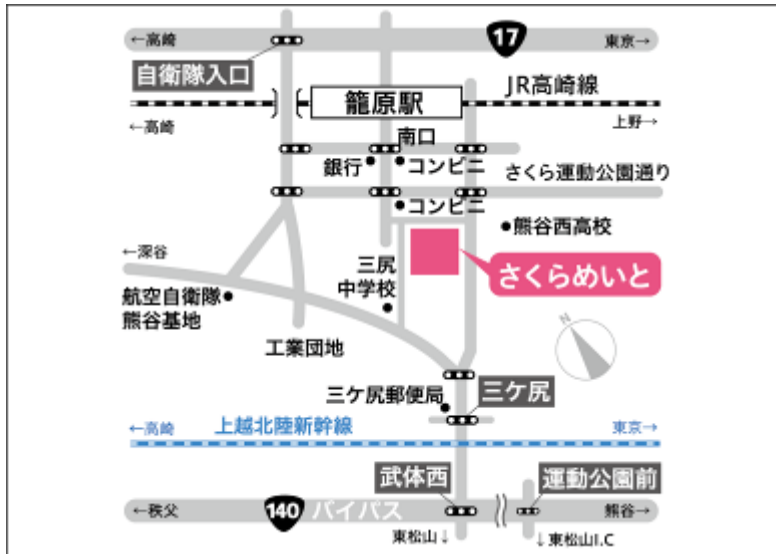 ←高崎
17
東京→
自衛隊入口
JR高崎線
籠原駅
←高崎
上野→
南口
銀行
コンビニ
さくら運動公園通り
コンビニ
熊谷西高校
←深谷
三尻
中学校
さくらめいと
航空自衛隊
熊谷基地
工業団地
N
三ケ尻郵便局
三ケ尻
←高崎
上越北陸新幹線
東京→
武体西
運動公園前
←秩父
140
バイパス
熊谷→
東松山↓
↓東松山I.C